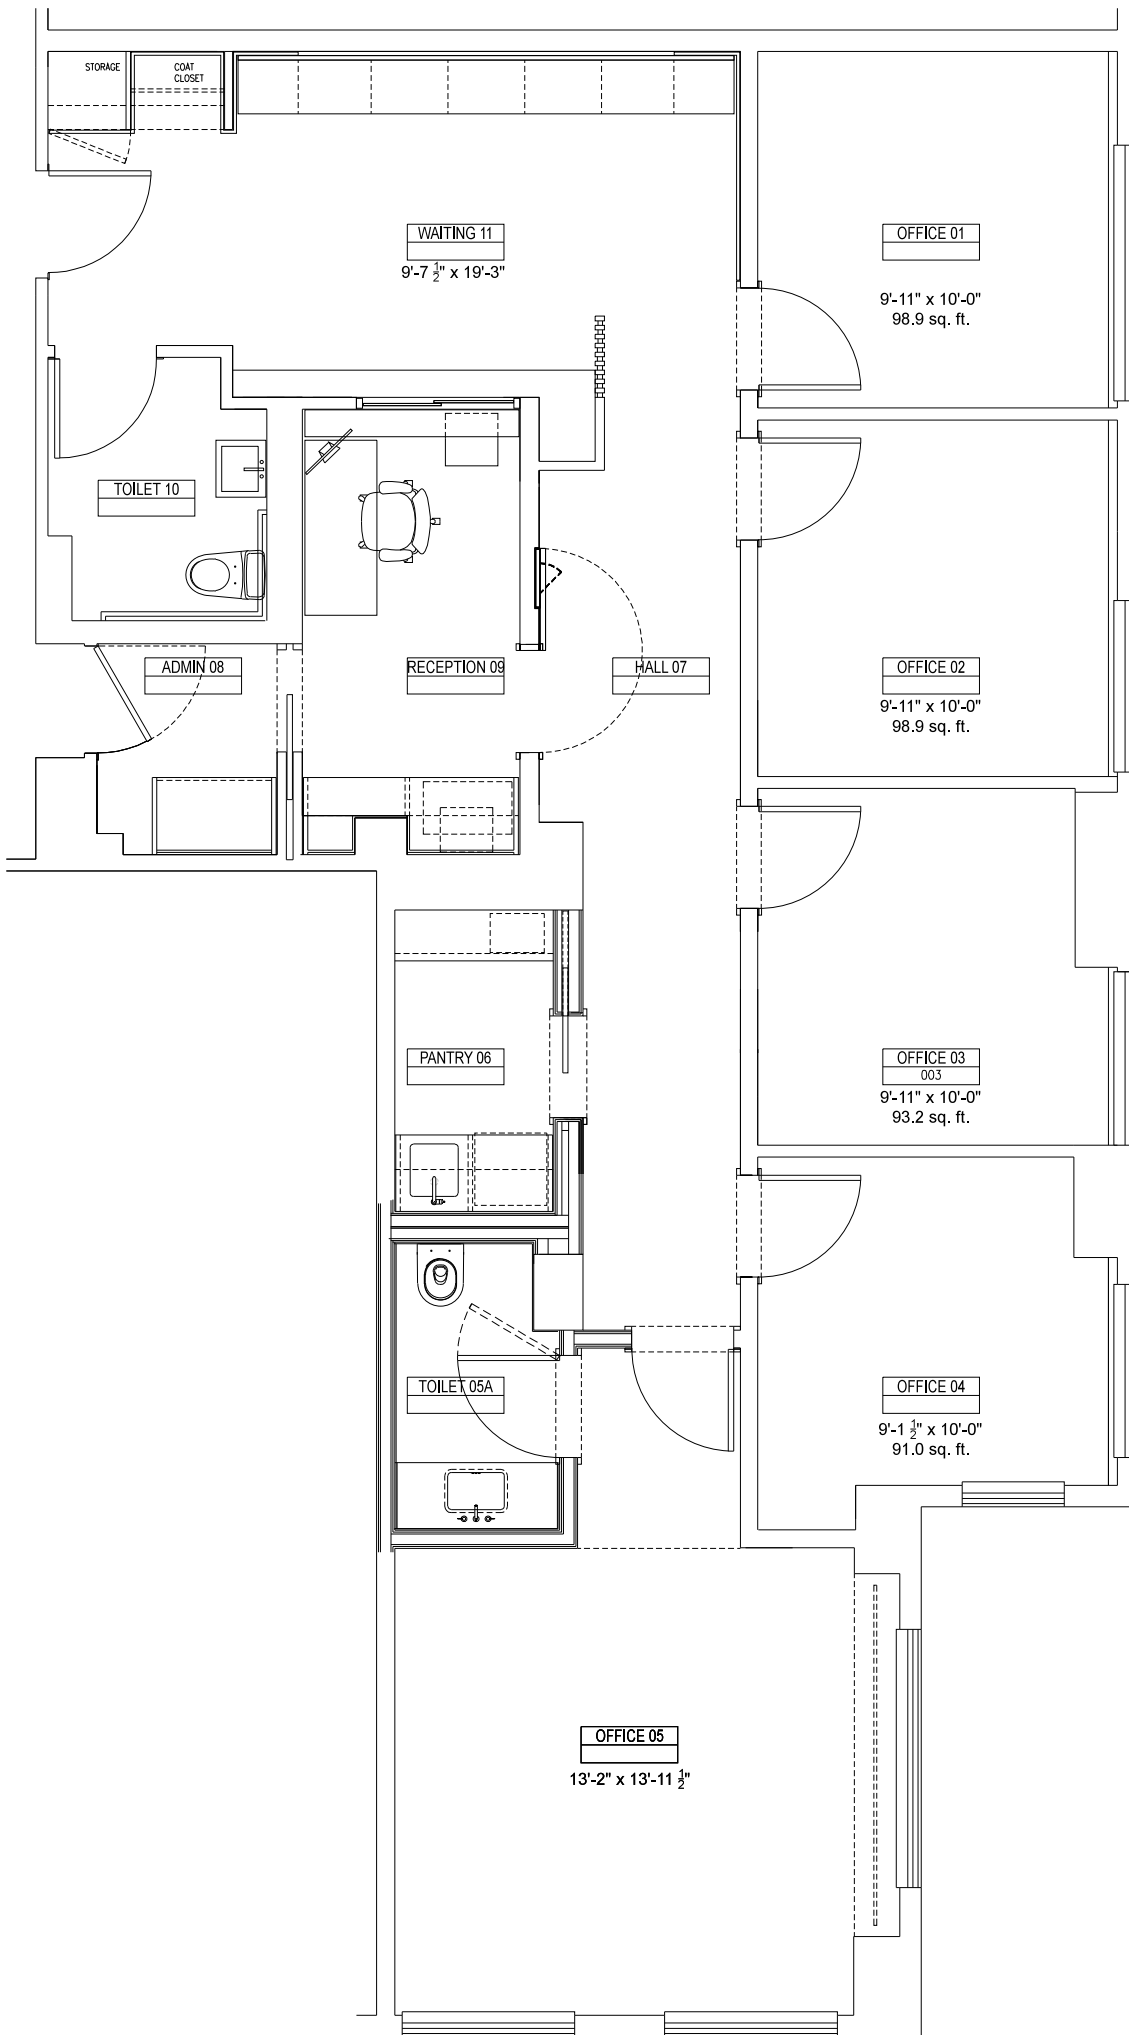 STORAGE
COAT
CLOSET
WAITING 11
9'-7 1/2" x 19'-3"
OFFICE 01
9'-11" x 10'-0"
98.9 sq. ft.
TOILET 10
ADMIN 08
RECEPTION 09
HALL 07
OFFICE 02
9'-11" x 10'-0"
98.9 sq. ft.
PANTRY 06
OFFICE 03
003
9'-11" x 10'-0"
93.2 sq. ft.
TOILET 05A
OFFICE 04
9'-1 1/2" x 10'-0"
91.0 sq. ft.
OFFICE 05
13'-2" x 13'-11 1/2"